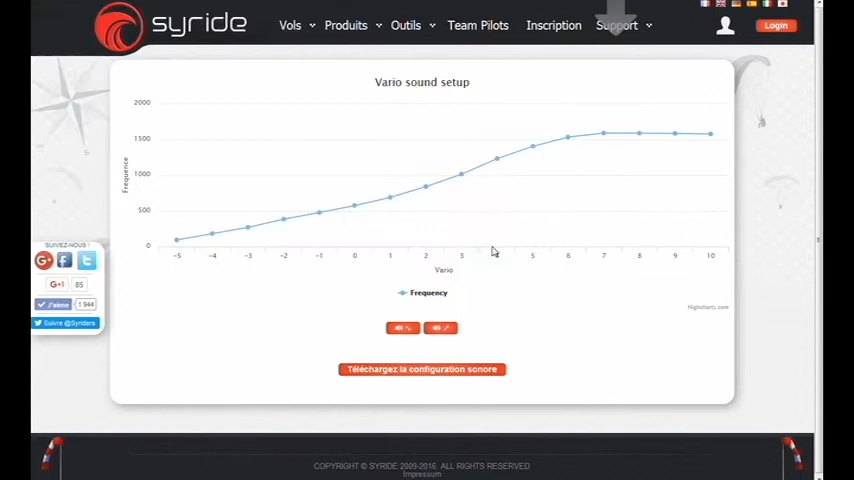 syride
Vols Produits Outils Team Pilots Inscription Support
Login
Vario sound setup
2000
1500
1000
500
0
Frequence
-5 -4 -3 -2 -1 0 1 2 3 4 5 6 7 8 9 10
Vario
Frequency
Highcharts.com
SUIVEZ-NOUS !
G+
f
G+1 85
J'aime 1 944
Suivre @Syriders
Téléchargez la configuration sonore
COPYRIGHT © SYRIDE 2009-2016. ALL RIGHTS RESERVED
Impressum